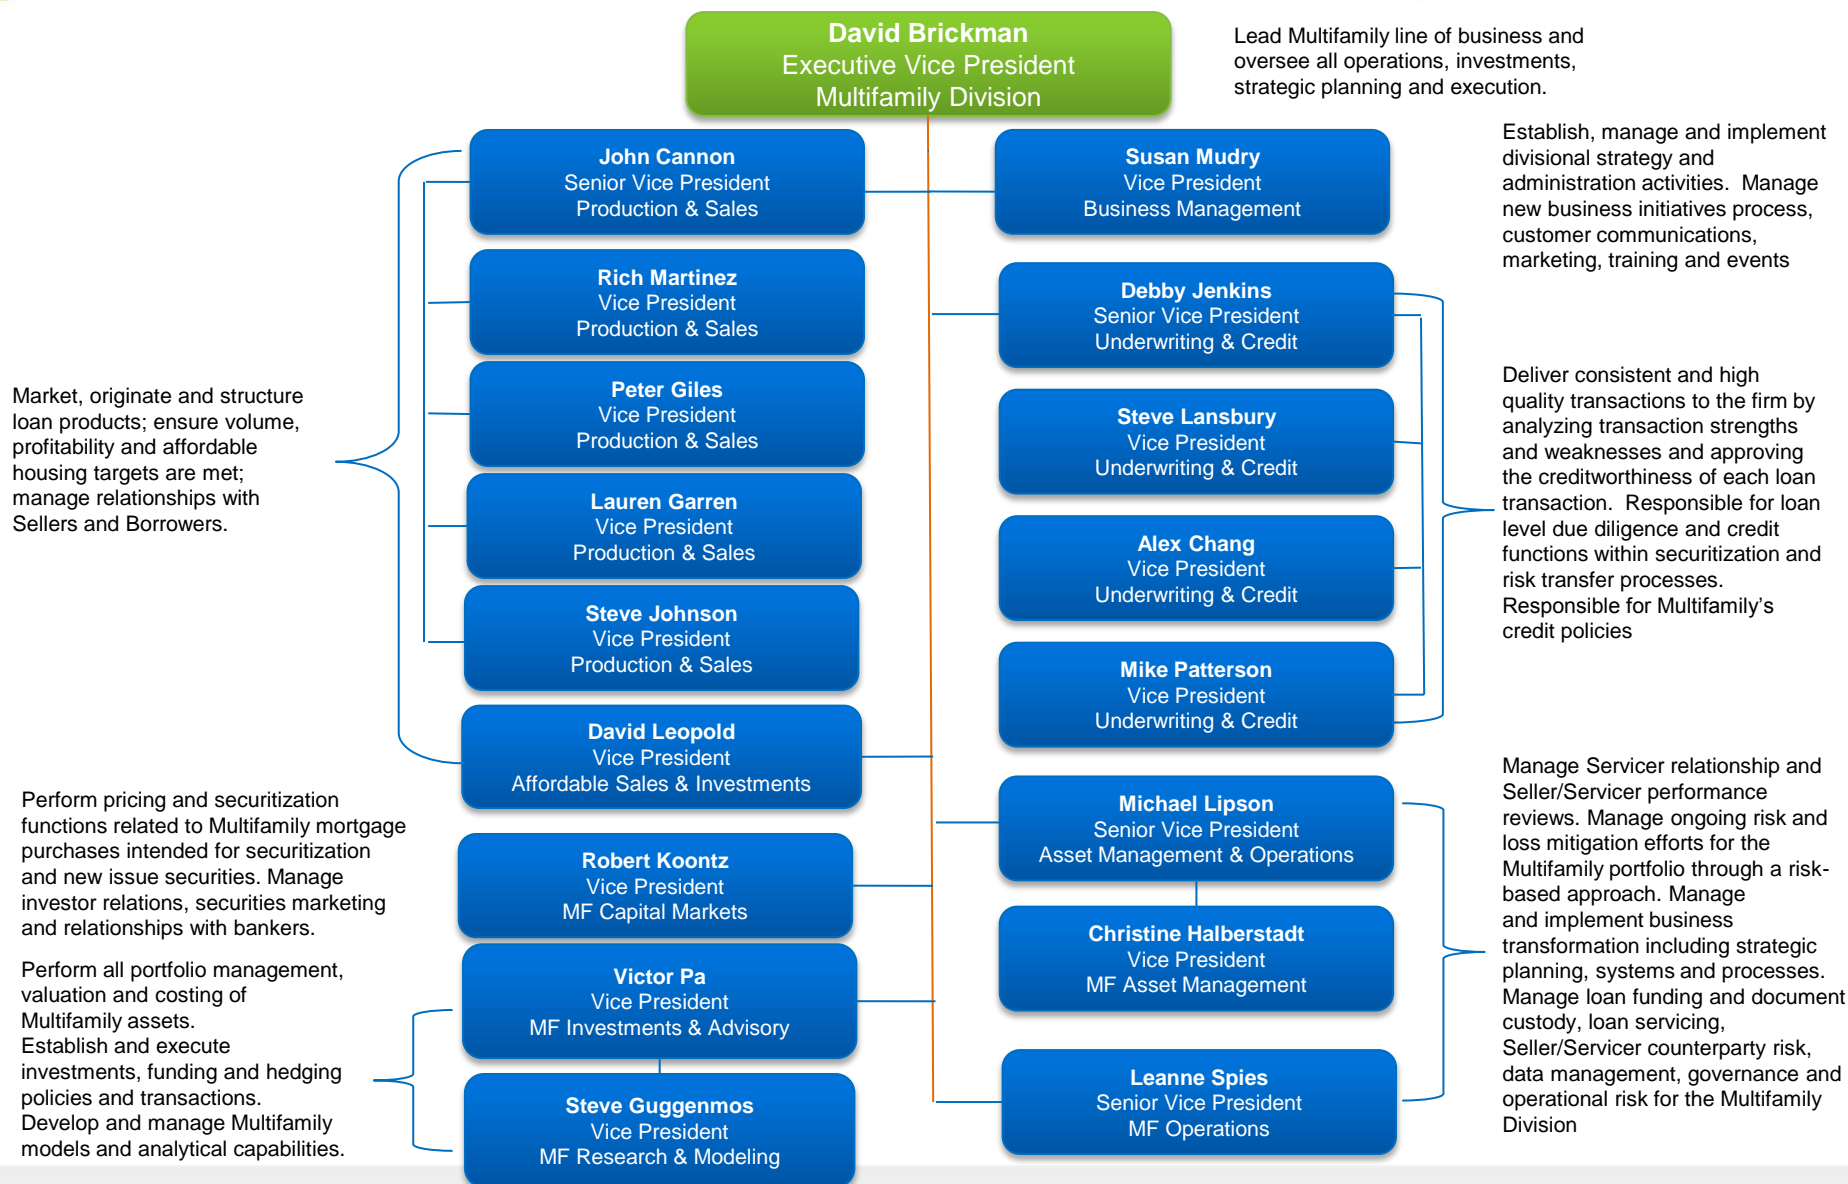 David Brickman
Executive Vice President
Multifamily Division
Lead Multifamily line of business and
oversee all operations, investments,
strategic planning and execution.
John Cannon
Senior Vice President
Production & Sales
Susan Mudry
Vice President
Business Management
Establish, manage and implement
divisional strategy and
administration activities.  Manage
new business initiatives process,
customer communications,
marketing, training and events
Rich Martinez
Vice President
Production & Sales
Peter Giles
Vice President
Production & Sales
Lauren Garren
Vice President
Production & Sales
Steve Johnson
Vice President
Production & Sales
David Leopold
Vice President
Affordable Sales & Investments
Market, originate and structure
loan products; ensure volume,
profitability and affordable
housing targets are met;
manage relationships with
Sellers and Borrowers.
Debby Jenkins
Senior Vice President
Underwriting & Credit
Steve Lansbury
Vice President
Underwriting & Credit
Alex Chang
Vice President
Underwriting & Credit
Mike Patterson
Vice President
Underwriting & Credit
Deliver consistent and high
quality transactions to the firm by
analyzing transaction strengths
and weaknesses and approving
the creditworthiness of each loan
transaction.  Responsible for loan
level due diligence and credit
functions within securitization and
risk transfer processes.
Responsible for Multifamily’s
credit policies
Perform pricing and securitization
functions related to Multifamily mortgage
purchases intended for securitization
and new issue securities. Manage
investor relations, securities marketing
and relationships with bankers.
Robert Koontz
Vice President
MF Capital Markets
Perform all portfolio management,
valuation and costing of
Multifamily assets.
Establish and execute
investments, funding and hedging
policies and transactions.
Develop and manage Multifamily
models and analytical capabilities.
Victor Pa
Vice President
MF Investments & Advisory
Steve Guggenmos
Vice President
MF Research & Modeling
Michael Lipson
Senior Vice President
Asset Management & Operations
Christine Halberstadt
Vice President
MF Asset Management
Leanne Spies
Senior Vice President
MF Operations
Manage Servicer relationship and
Seller/Servicer performance
reviews. Manage ongoing risk and
loss mitigation efforts for the
Multifamily portfolio through a risk-
based approach. Manage
and implement business
transformation including strategic
planning, systems and processes.
Manage loan funding and document
custody, loan servicing,
Seller/Servicer counterparty risk,
data management, governance and
operational risk for the Multifamily
Division